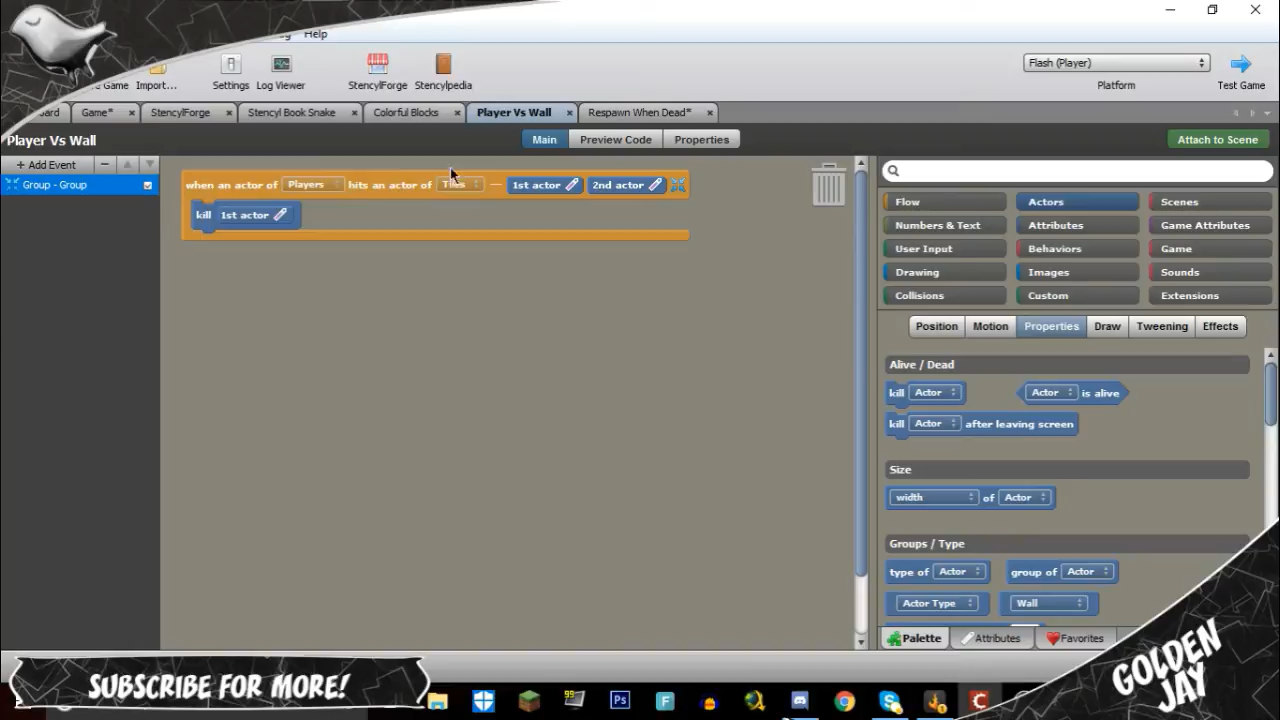 Help
Game
Import...
Settings
Log Viewer
StencylForge
Stencylpedia
Flash (Player)
Platform
Test Game
Game*
StencylForge
Stencyl Book Snake
Colorful Blocks
Player Vs Wall
Respawn When Dead*
Player Vs Wall
Main
Preview Code
Properties
Attach to Scene
+ Add Event
Group - Group
when an actor of Players hits an actor of Tiles — 1st actor 2nd actor
kill 1st actor
Flow
Actors
Scenes
Numbers & Text
Attributes
Game Attributes
User Input
Behaviors
Game
Drawing
Images
Sounds
Collisions
Custom
Extensions
Position
Motion
Properties
Draw
Tweening
Effects
Alive / Dead
kill Actor
Actor is alive
kill Actor after leaving screen
Size
width of Actor
Groups / Type
type of Actor
group of Actor
Actor Type
Wall
Palette
Attributes
Favorites
SUBSCRIBE FOR MORE!
GOLDEN
JAY
99
Ps
F